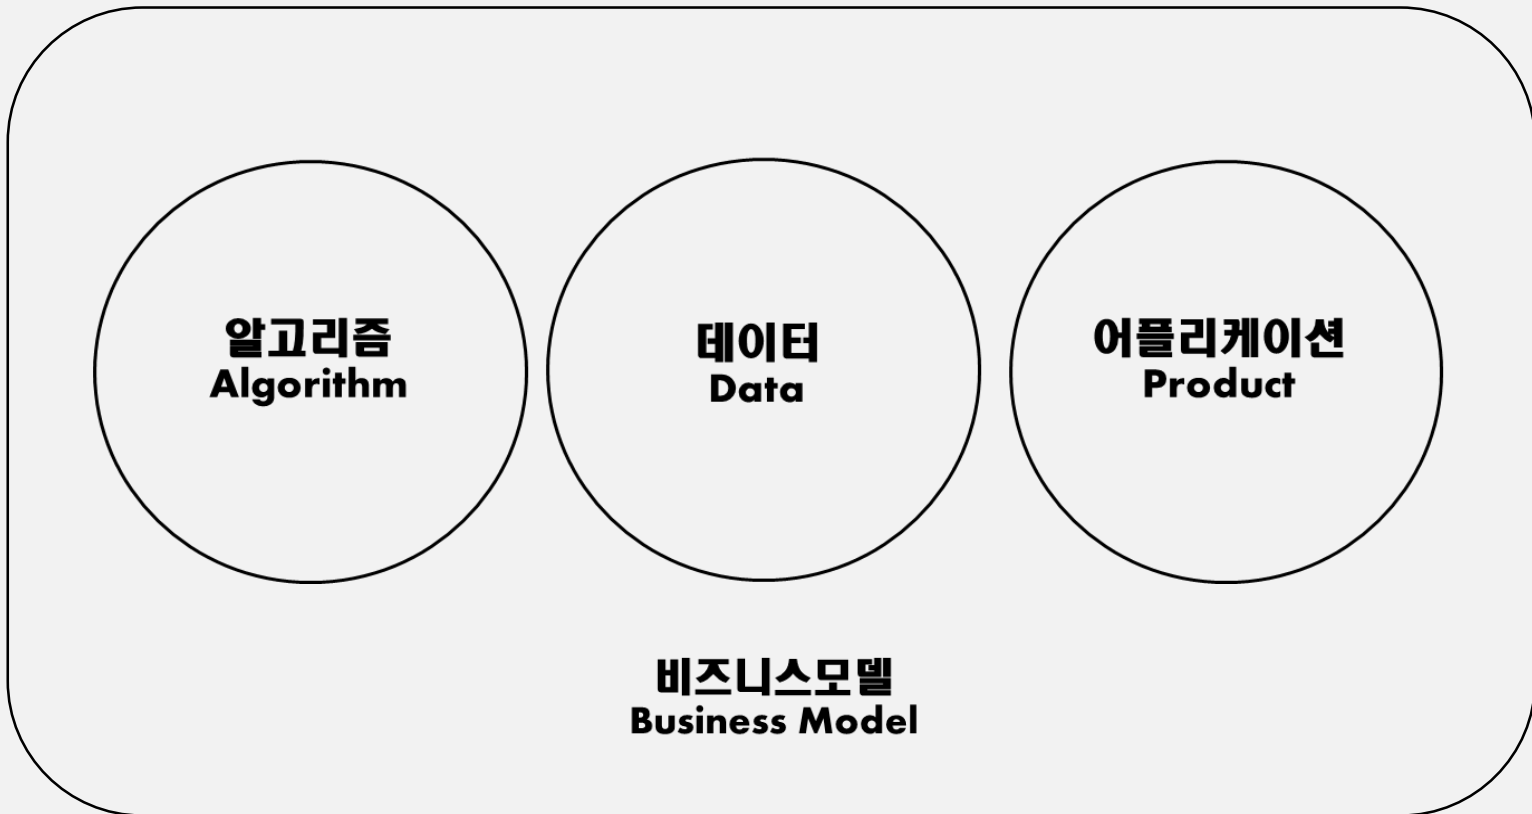 알고리즘
Algorithm
데이터
Data
어플리케이션
Product
비즈니스모델
Business Model